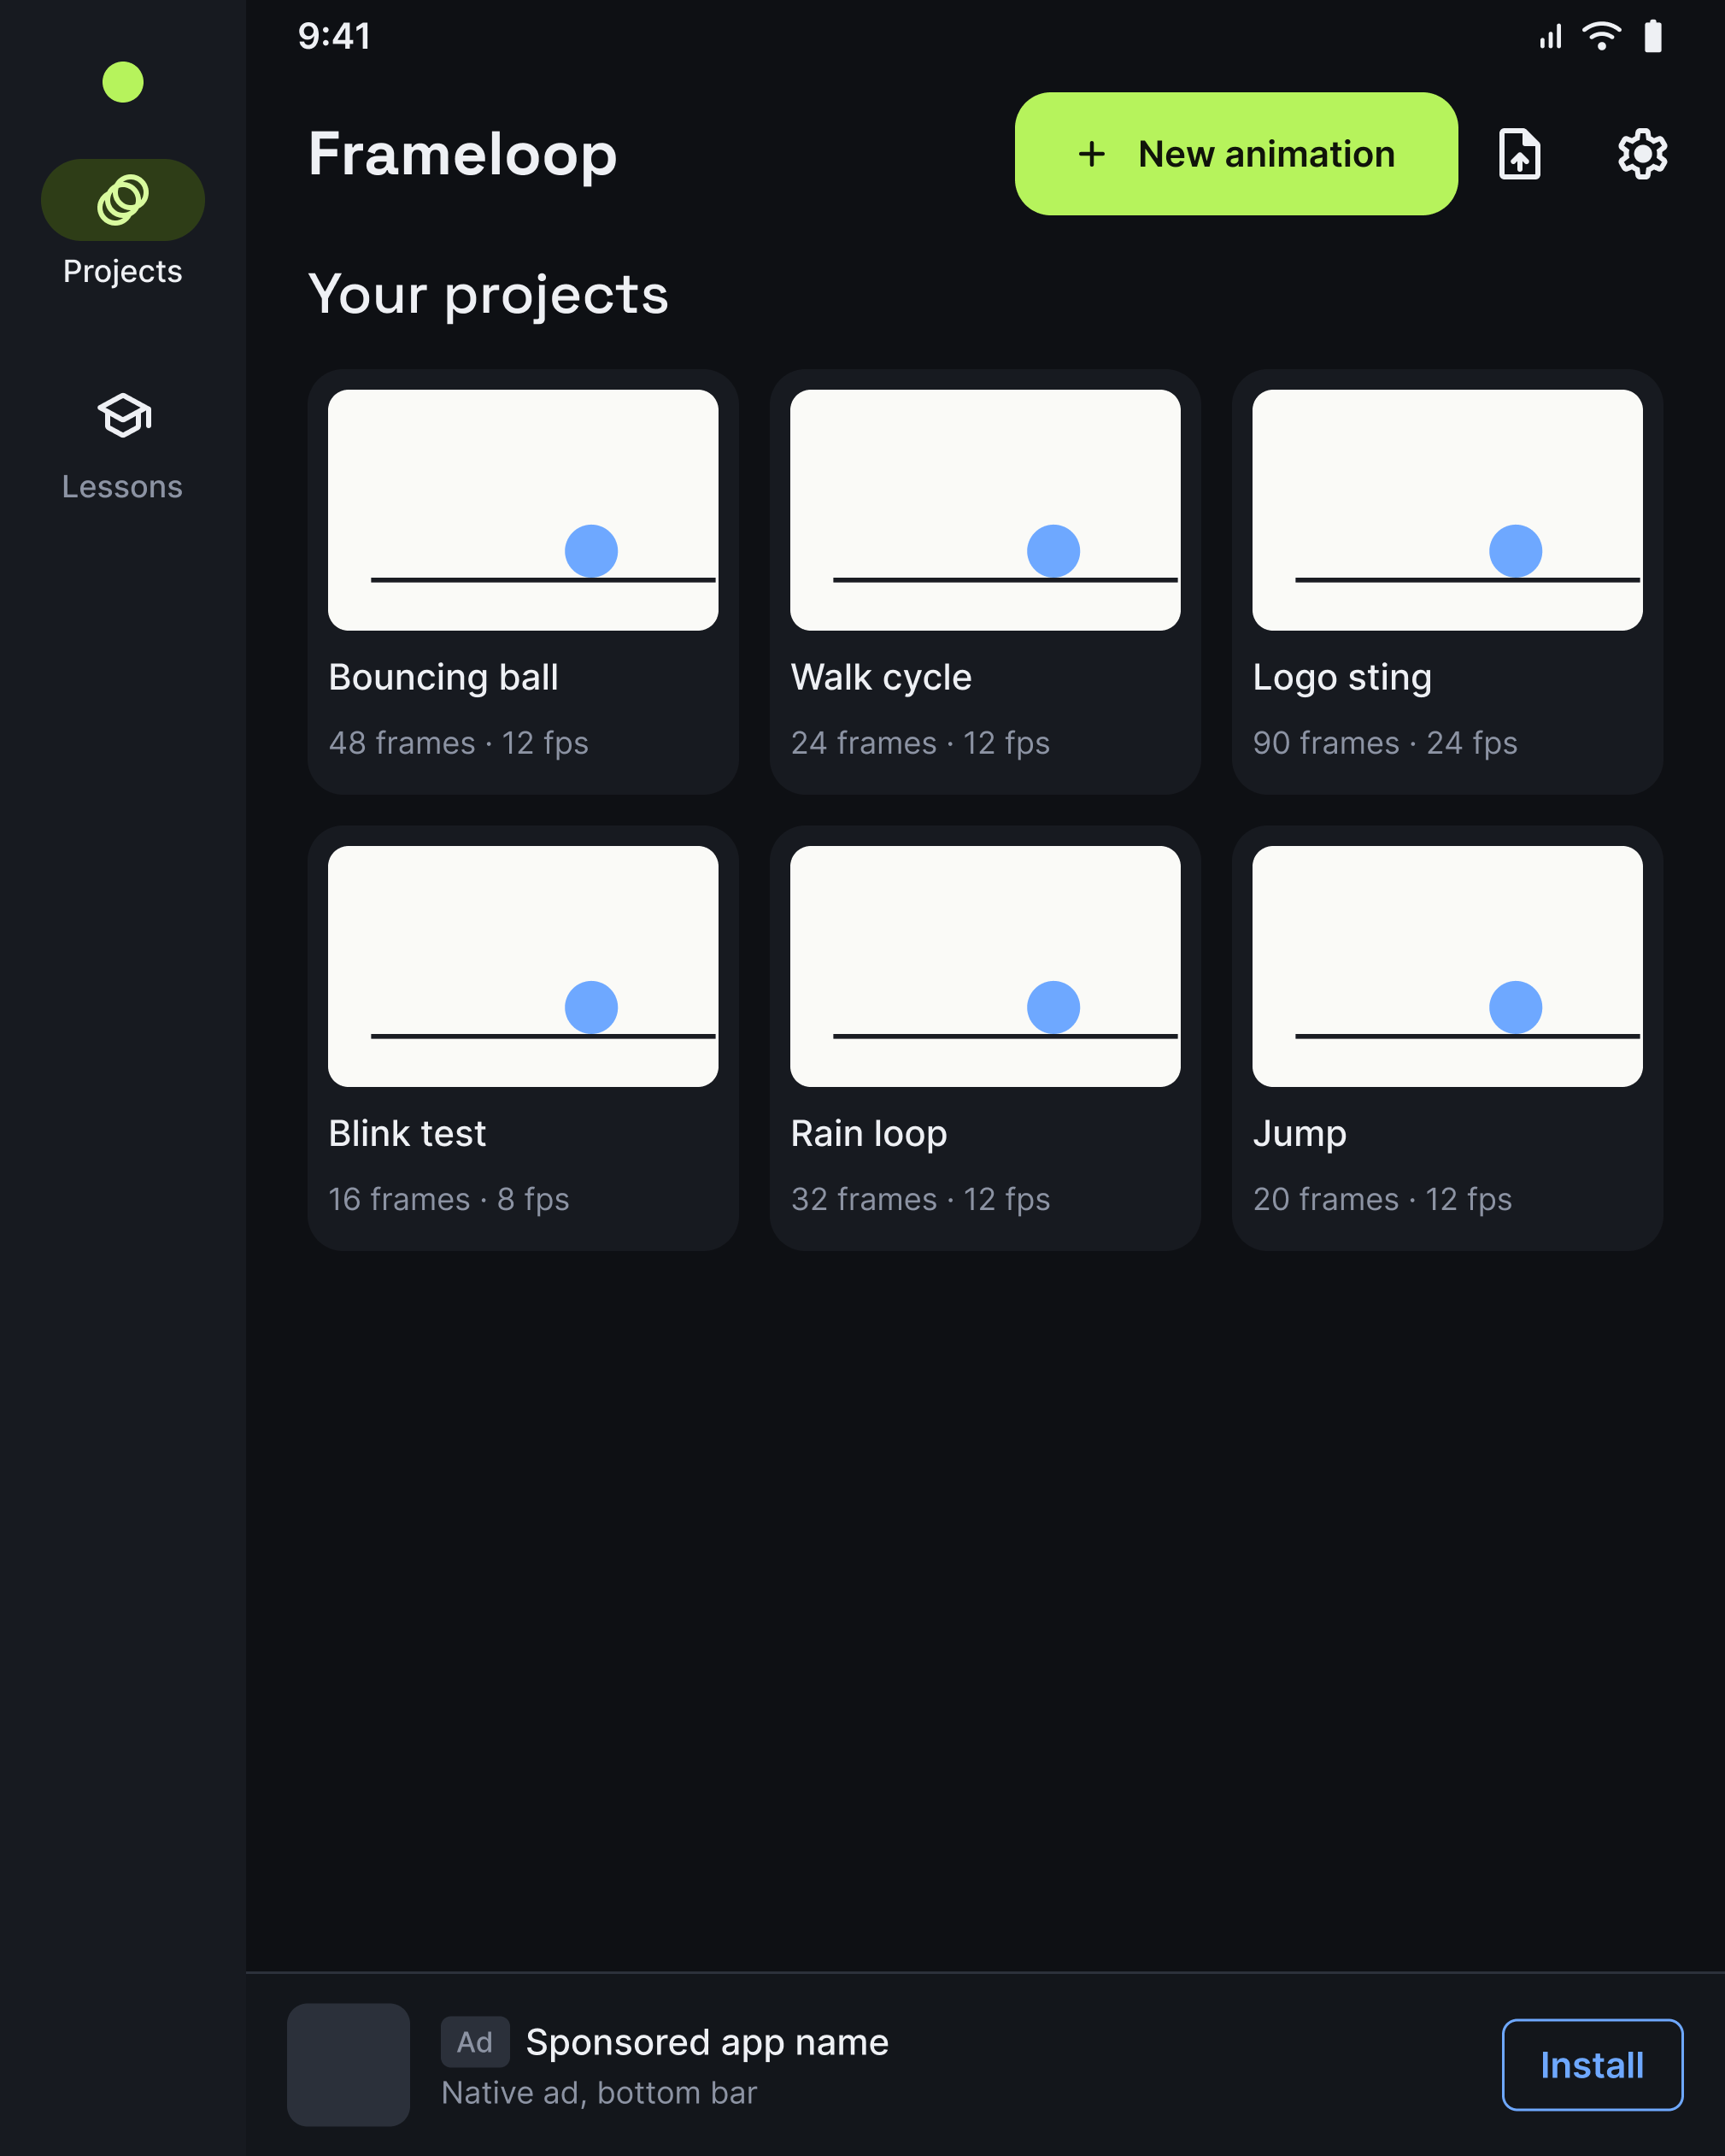 9:41
Frameloop
+ New animation
Projects
Your projects
Lessons
Bouncing ball
48 frames · 12 fps
Walk cycle
24 frames · 12 fps
Logo sting
90 frames · 24 fps
Blink test
16 frames · 8 fps
Rain loop
32 frames · 12 fps
Jump
20 frames · 12 fps
Ad
Sponsored app name
Native ad, bottom bar
Install